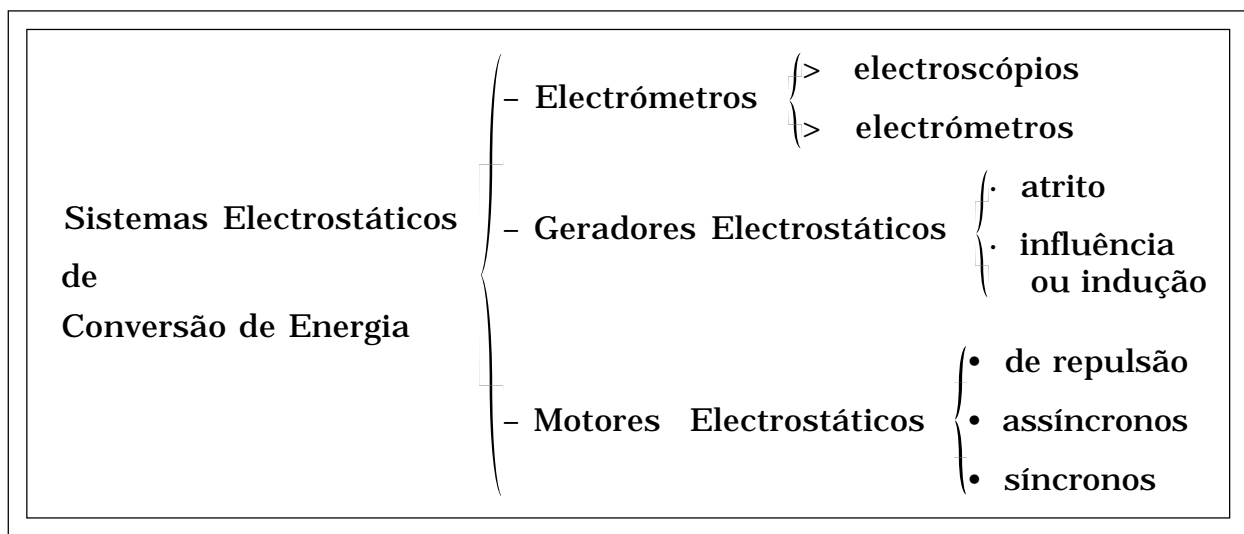 Sistemas Electrostáticos
de
Conversão de Energia
– Electrómetros
> electroscópios
> electrómetros
– Geradores Electrostáticos
· atrito
· influência
ou indução
– Motores Electrostáticos
• de repulsão
• assíncronos
• síncronos